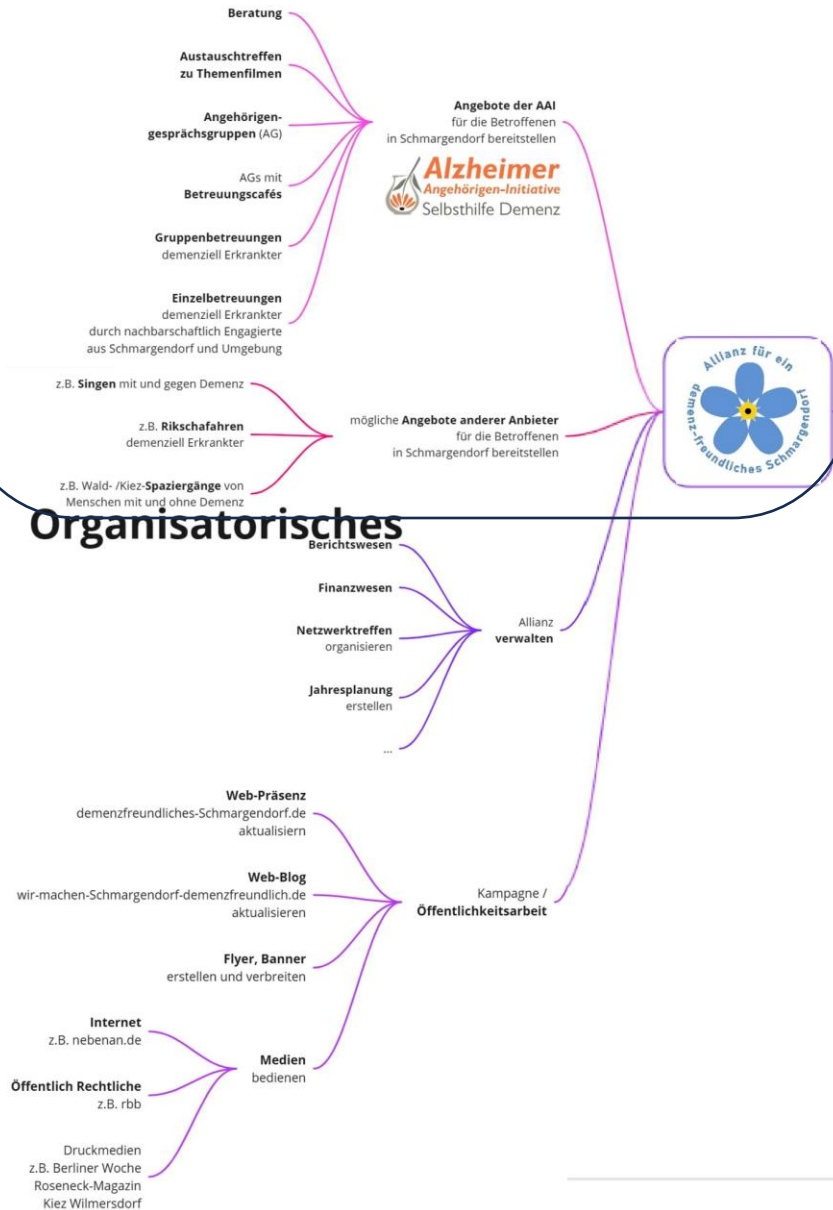 Beratung
Austauschtreffen
zu Themenfilmen
Angehörigen-
gesprächsgruppen (AG)
AGs mit
Betreuungscafés
Gruppenbetreuungen
demenziell Erkrankter
Einzelbetreuungen
demenziell Erkrankter
durch nachbarschaftlich Engagierte
aus Schmargendorf und Umgebung
Angebote der AAI
für die Betroffenen
in Schmargendorf bereitstellen
Alzheimer
Angehörigen-Initiative
Selbsthilfe Demenz
z.B. Singen mit und gegen Demenz
z.B. Rikschafahren
demenziell Erkrankter
z.B. Wald- /Kiez-Spaziergänge von
Menschen mit und ohne Demenz
mögliche Angebote anderer Anbieter
für die Betroffenen
in Schmargendorf bereitstellen
Allianz für ein
demenz-freundliches Schmargendorf
Organisatorisches
Berichtswesen
Finanzwesen
Netzwerktreffen
organisieren
Jahresplanung
erstellen
...
Allianz
verwalten
Web-Präsenz
demenzfreundliches-Schmargendorf.de
aktualisiern
Web-Blog
wir-machen-Schmargendorf-demenzfreundlich.de
aktualisieren
Flyer, Banner
erstellen und verbreiten
Kampagne /
Öffentlichkeitsarbeit
Internet
z.B. nebenan.de
Öffentlich Rechtliche
z.B. rbb
Druckmedien
z.B. Berliner Woche
Roseneck-Magazin
Kiez Wilmersdorf
Medien
bedienen